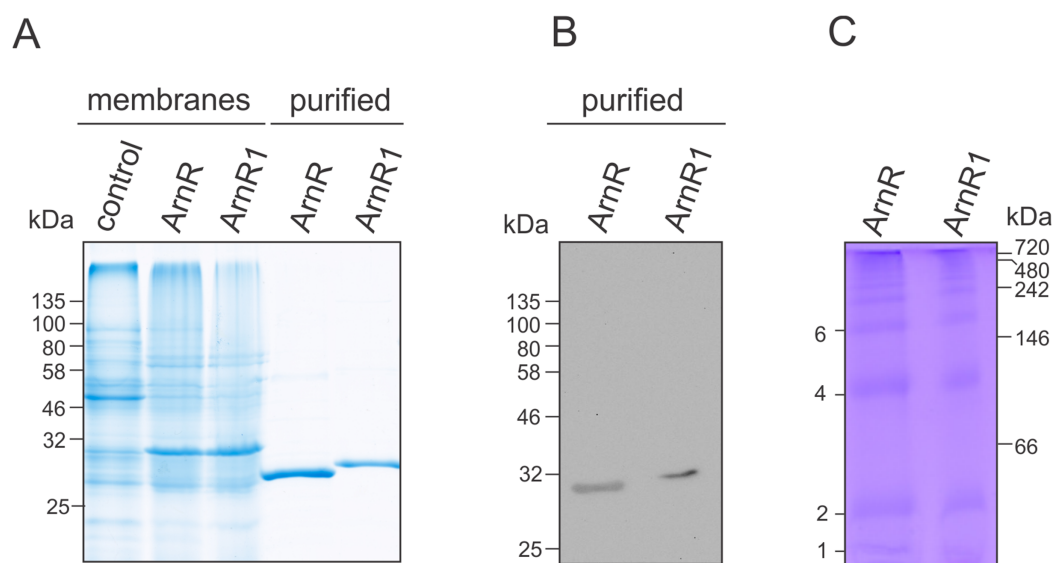 A
membranes purified
control ArnR ArnR1 ArnR ArnR1
kDa
135
100
80
58
46
32
25
B
purified
ArnR ArnR1
kDa
135
100
80
58
46
32
25
C
ArnR ArnR1
kDa
720
480
242
146
66
6
4
2
1